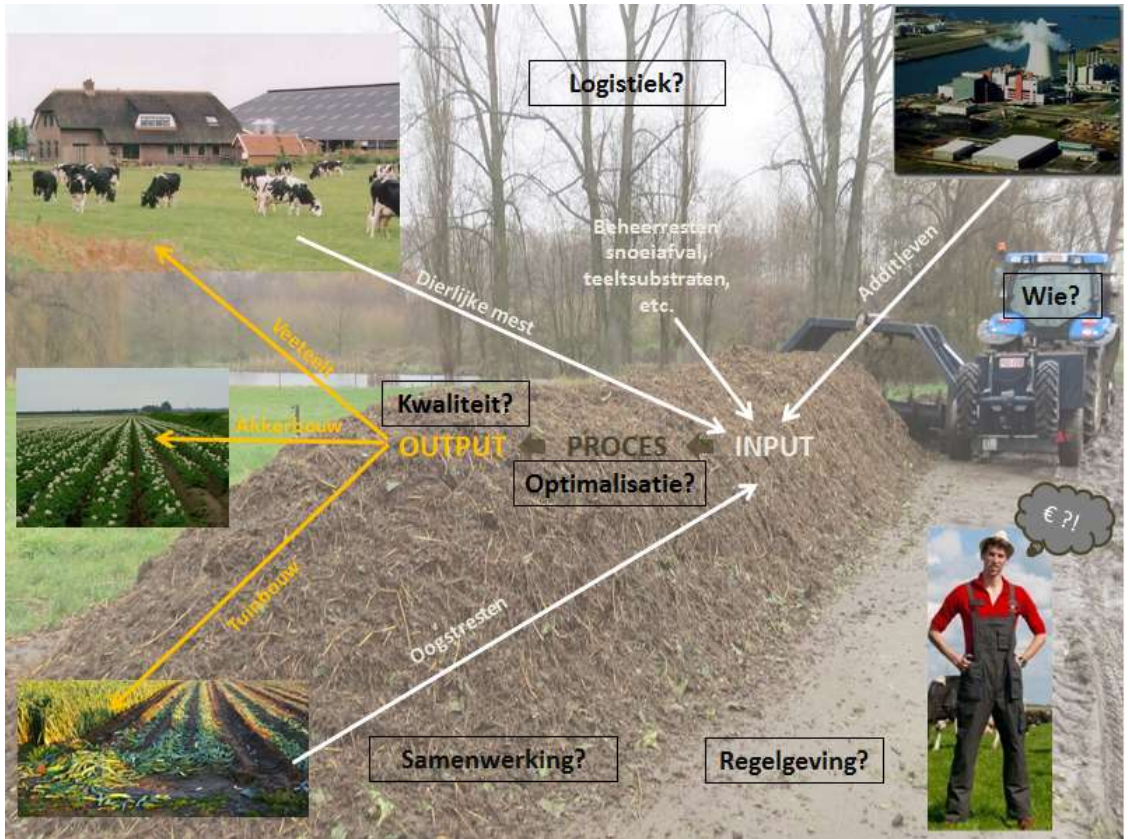 Logistiek?
Beheerresten
snoeiafval,
teeltsubstraten,
etc.
Additieven
Wie?
Dierlijke mest
Veeteelt
Kwaliteit?
Akkerbouw
OUTPUT
PROCES
INPUT
Optimalisatie?
€ ?!
Tuinbouw
Oogstresten
Samenwerking?
Regelgeving?